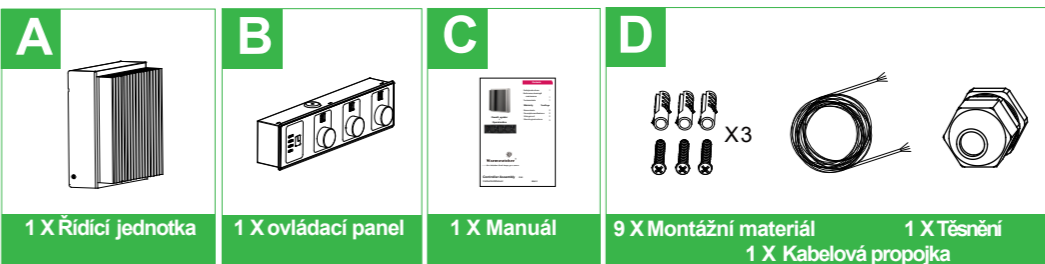 A
B
C
D
X3
1 X Řídící jednotka
1 X ovládací panel
1 X Manuál
9 X Montážní materiál
1 X Těsnění
1 X Kabelová propojka